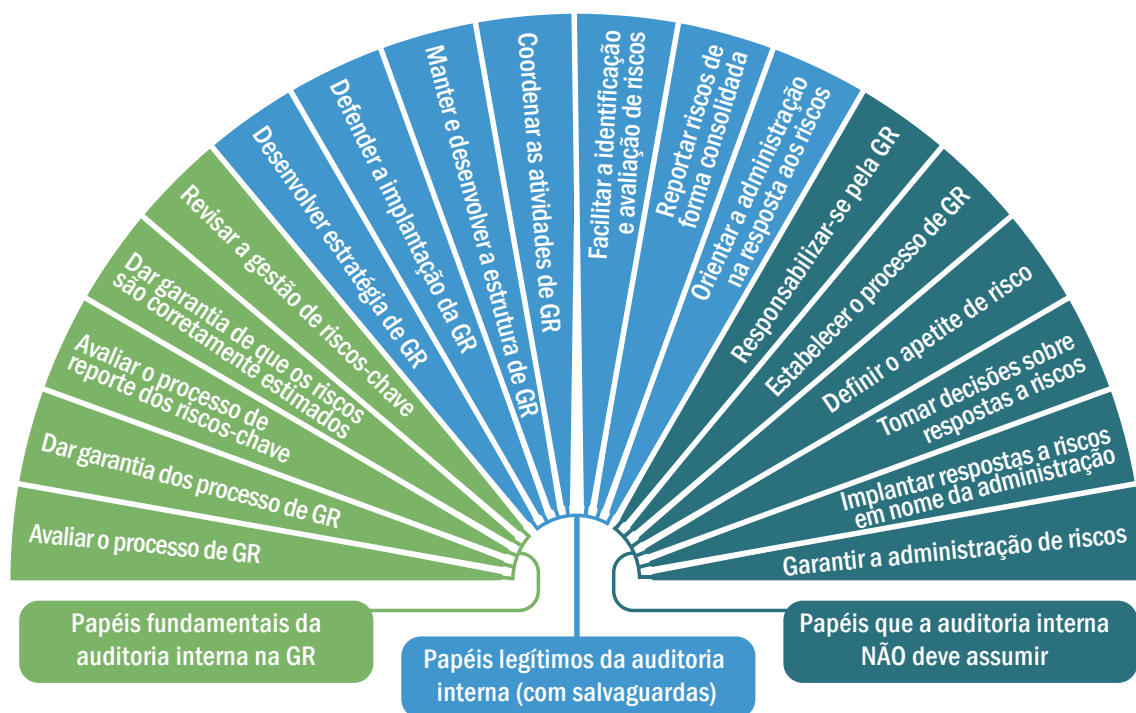 Avaliar o processo de GR
Dar garantia dos processo de GR
Avaliar o processo de
reporte dos riscos-chave
Dar garantia de que os riscos
são corretamente estimados
Revisar a gestão de riscos-chave
Desenvolver estratégia de GR
Defender a implantação da GR
Manter e desenvolver a estrutura de GR
Coordenar as atividades de GR
Facilitar a identificação
e avaliação de riscos
Reportar riscos de
forma consolidada
Orientar a administração
na resposta aos riscos
Responsabilizar-se pela GR
Estabelecer o processo de GR
Definir o apetite de risco
Tomar decisões sobre
respostas a riscos
Implantar respostas a riscos
em nome da administração
Garantir a administração de riscos
Papéis fundamentais da
auditoria interna na GR
Papéis legítimos da auditoria
interna (com salvaguardas)
Papéis que a auditoria interna
NÃO deve assumir